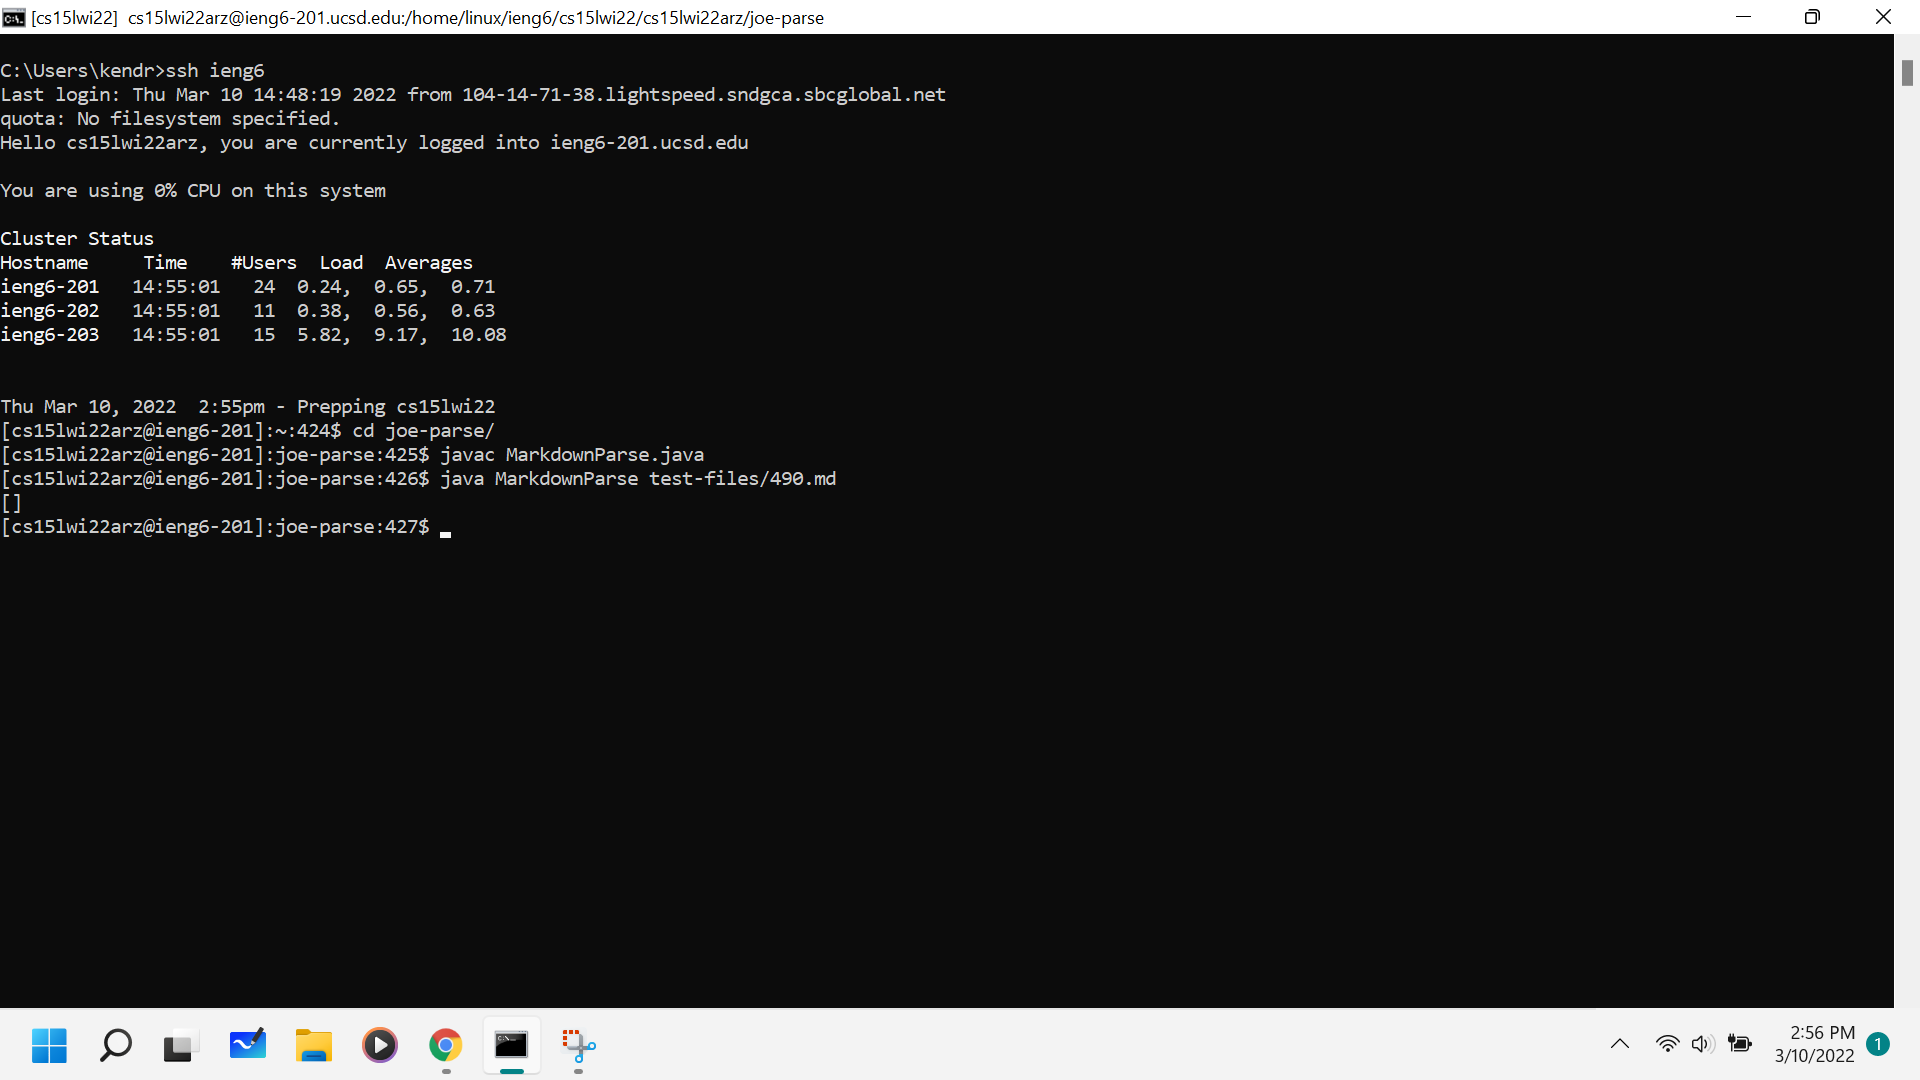 [cs15lwi22]  cs15lwi22arz@ieng6-201.ucsd.edu:/home/linux/ieng6/cs15lwi22/cs15lwi22arz/joe-parse
C:\Users\kendr>ssh ieng6
Last login: Thu Mar 10 14:48:19 2022 from 104-14-71-38.lightspeed.sndgca.sbcglobal.net
quota: No filesystem specified.
Hello cs15lwi22arz, you are currently logged into ieng6-201.ucsd.edu
You are using 0% CPU on this system
Cluster Status
Hostname     Time    #Users  Load  Averages
ieng6-201   14:55:01   24  0.24,  0.65,  0.71
ieng6-202   14:55:01   11  0.38,  0.56,  0.63
ieng6-203   14:55:01   15  5.82,  9.17,  10.08
Thu Mar 10, 2022  2:55pm - Prepping cs15lwi22
[cs15lwi22arz@ieng6-201]:~:424$ cd joe-parse/
[cs15lwi22arz@ieng6-201]:joe-parse:425$ javac MarkdownParse.java
[cs15lwi22arz@ieng6-201]:joe-parse:426$ java MarkdownParse test-files/490.md
[]
[cs15lwi22arz@ieng6-201]:joe-parse:427$
2:56 PM
3/10/2022
1